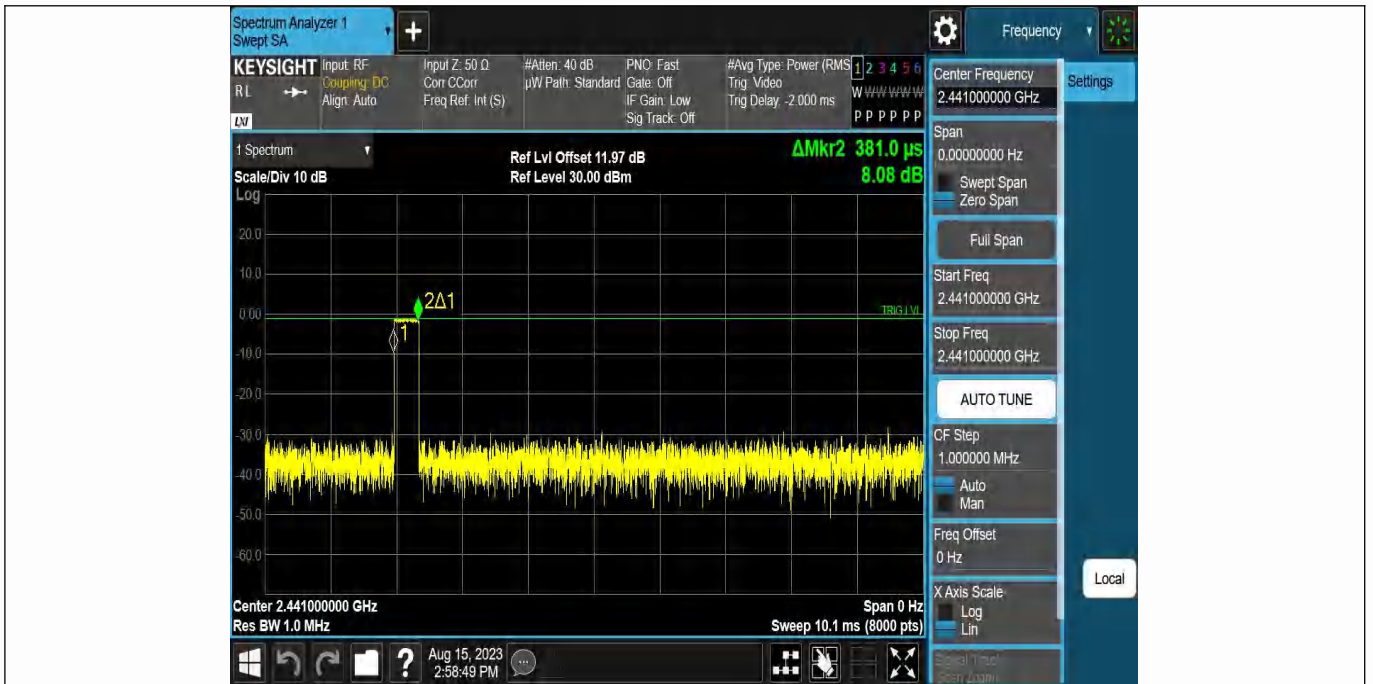 Spectrum Analyzer 1
Swept SA
+
Frequency
KEYSIGHT
RL
LXI
Input: RF
Coupling: DC
Align: Auto
Input Z: 50 Ω
Corr CCorr
Freq Ref: Int (S)
#Atten: 40 dB
µW Path: Standard
PNO: Fast
Gate: Off
IF Gain: Low
Sig Track: Off
#Avg Type: Power (RMS
Trig: Video
Trig Delay: -2.000 ms
1 2 3 4 5 6
W W W W W W
P P P P P P
1 Spectrum
Scale/Div 10 dB
Log
Ref Lvl Offset 11.97 dB
Ref Level 30.00 dBm
ΔMkr2 381.0 µs
8.08 dB
20.0
10.0
0.00
-10.0
-20.0
-30.0
-40.0
-50.0
-60.0
2Δ1
1
TRIG LVL
Center 2.441000000 GHz
Res BW 1.0 MHz
Span 0 Hz
Sweep 10.1 ms (8000 pts)
Center Frequency
2.441000000 GHz
Settings
Span
0.00000000 Hz
Swept Span
Zero Span
Full Span
Start Freq
2.441000000 GHz
Stop Freq
2.441000000 GHz
AUTO TUNE
CF Step
1.000000 MHz
Auto
Man
Freq Offset
0 Hz
X Axis Scale
Log
Lin
Local
?
Aug 15, 2023
2:58:49 PM